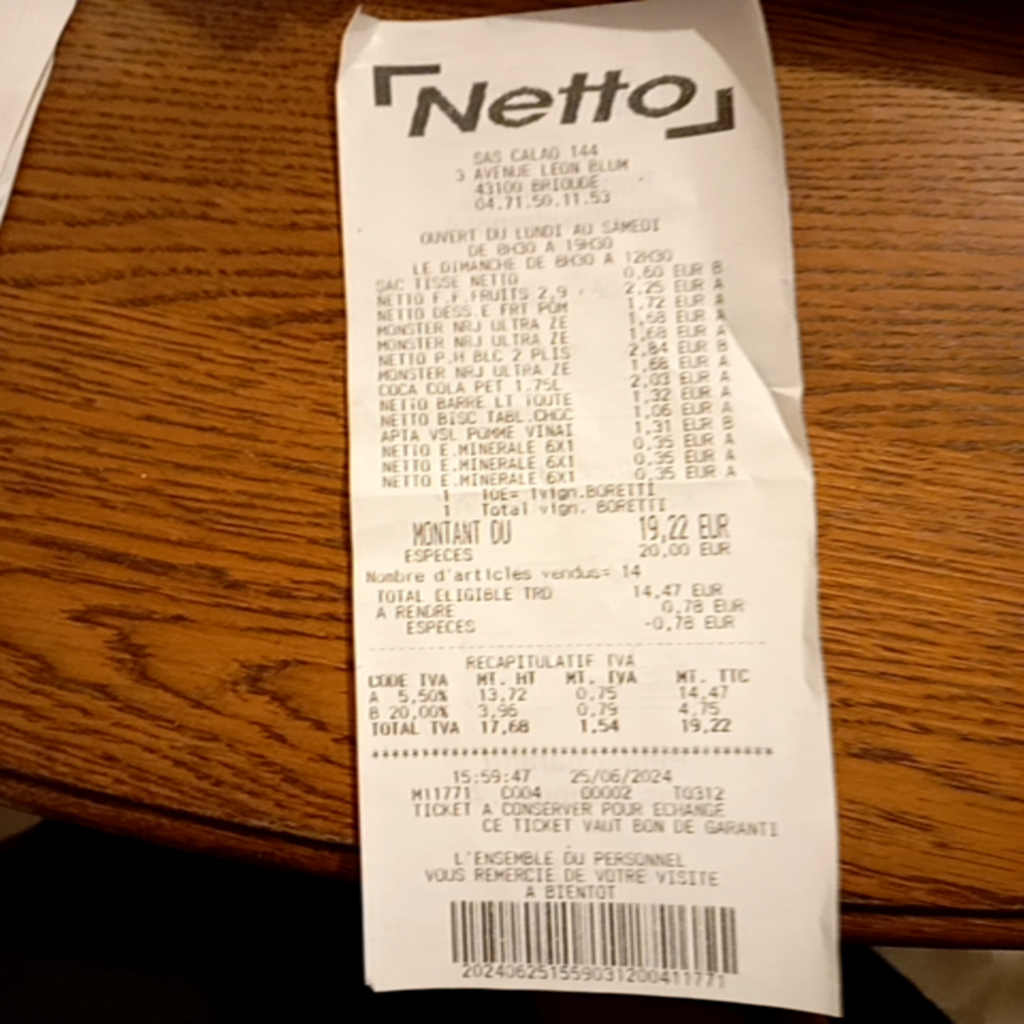 Netto
SAS CALAO 144
3 AVENUE LEON BLUM
43100 BRIOUDE
04.71.50.11.53
OUVERT DU LUNDI AU SAMEDI
DE 8H30 A 19H30
LE DIMANCHE DE 8H30 A 12H30
SAC TISSE NETTO 0,60 EUR B
NETTO F.F.FRUITS 2,9 2,25 EUR A
NETTO DESS.E FRT POM 1,72 EUR A
MONSTER NRJ ULTRA ZE 1,68 EUR A
MONSTER NRJ ULTRA ZE 1,68 EUR A
NETTO P.H BLC 2 PLIS 2,84 EUR B
MONSTER NRJ ULTRA ZE 1,68 EUR A
COCA COLA PET 1.75L 2,03 EUR A
NETTO BARRE LT TOUTE 1,32 EUR A
NETTO BISC TABL.CHOC 1,06 EUR A
APTA VSL POMME VINAI 1,31 EUR B
NETTO E.MINERALE 6X1 0,35 EUR A
NETTO E.MINERALE 6X1 0,35 EUR A
NETTO E.MINERALE 6X1 0,35 EUR A
1 10E= 1vign.BORETTI
1 Total vign. BORETTI
MONTANT DU 19,22 EUR
ESPECES 20,00 EUR
Nombre d'articles vendus= 14
TOTAL ELIGIBLE TRD 14,47 EUR
A RENDRE 0,78 EUR
ESPECES -0,78 EUR
RECAPITULATIF TVA
CODE TVA MT. HT MT. TVA MT. TTC
A 5,50% 13,72 0,75 14,47
B 20,00% 3,96 0,79 4,75
TOTAL TVA 17,68 1,54 19,22
15:59:47 25/06/2024
M11771 C004 00002 T0312
TICKET A CONSERVER POUR ECHANGE
CE TICKET VAUT BON DE GARANTI
L'ENSEMBLE DU PERSONNEL
VOUS REMERCIE DE VOTRE VISITE
A BIENTOT
202406251559031200411771